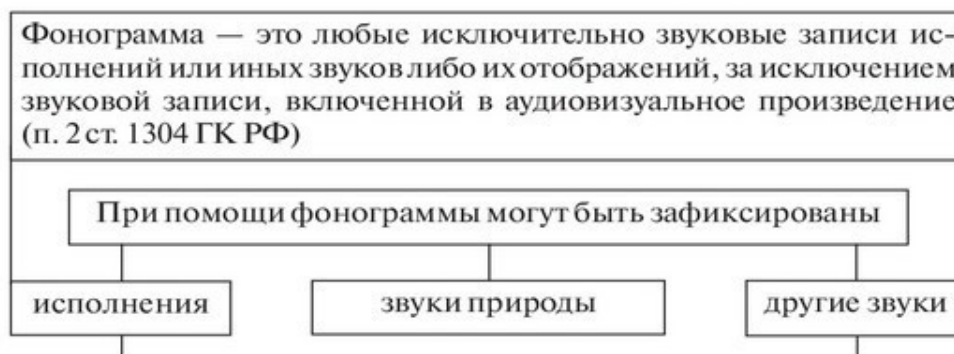 Фонограмма — это любые исключительно звуковые записи ис-
полнений или иных звуков либо их отображений, за исключением
звуковой записи, включенной в аудиовизуальное произведение
(п. 2 ст. 1304 ГК РФ)
При помощи фонограммы могут быть зафиксированы
исполнения
звуки природы
другие звуки